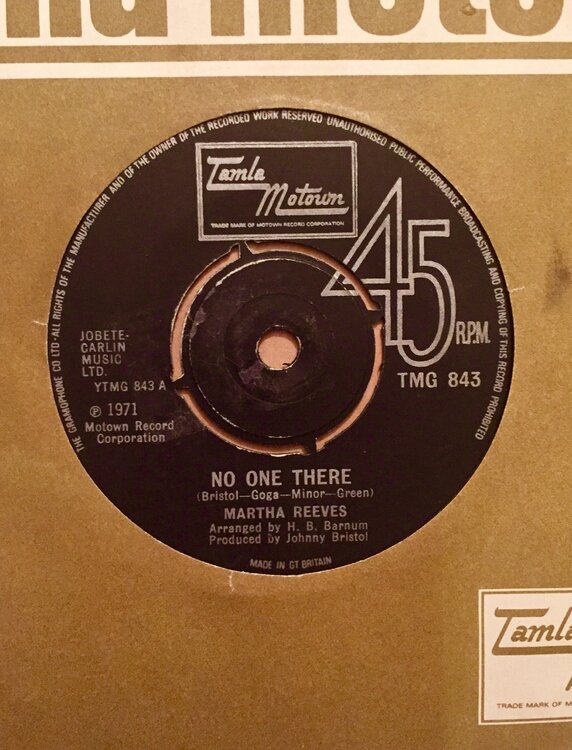 Tamla
Motown
TRADE MARK OF MOTOWN RECORD CORPORATION
45
R.P.M.
TMG 843
JOBETE-
CARLIN
MUSIC
LTD.
YTMG 843 A
℗ 1971
Motown Record
Corporation
NO ONE THERE
(Bristol—Goga—Minor—Green)
MARTHA REEVES
Arranged by H. B. Barnum
Produced by Johnny Bristol
MADE IN GT BRITAIN
THE GRAMOPHONE CO LTD-ALL RIGHTS OF THE MANUFACTURER AND OF THE OWNER OF THE RECORDED WORK RESERVED UNAUTHORISED PUBLIC PERFORMANCE BROADCASTING AND COPYING OF THIS RECORD PROHIBITED
Tamla
TRADE MARK OF M